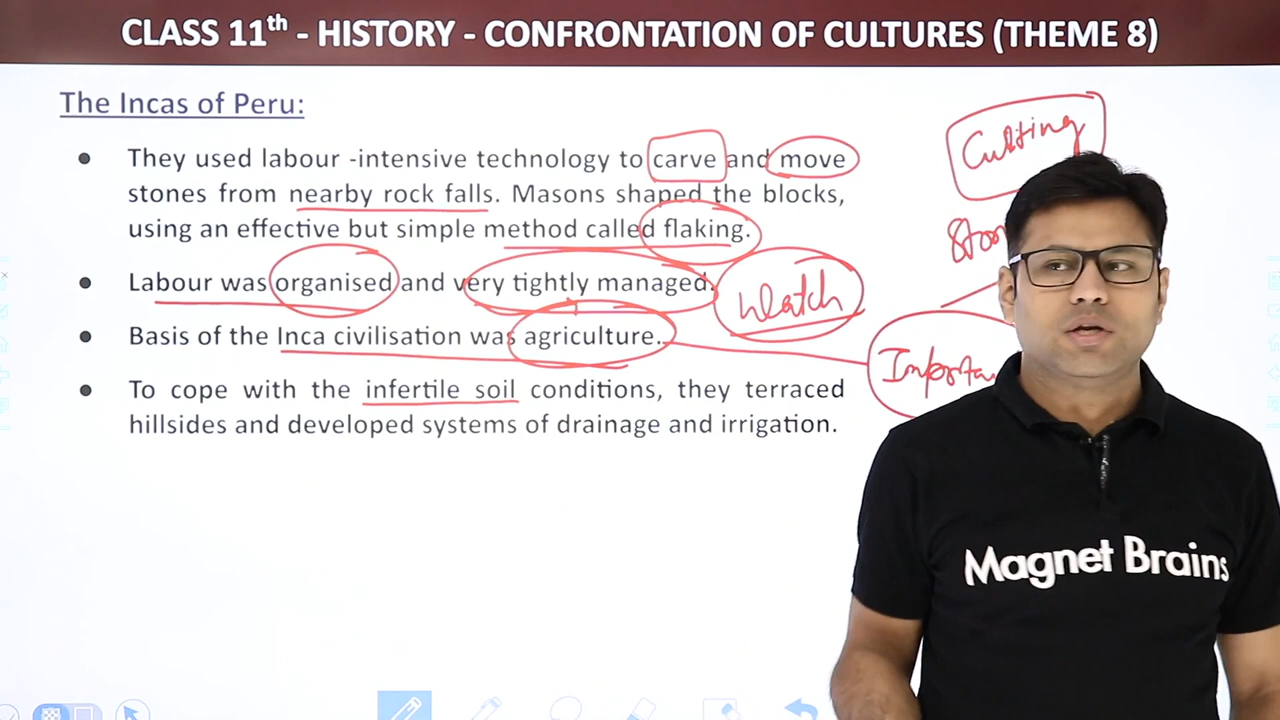 CLASS 11th - HISTORY - CONFRONTATION OF CULTURES (THEME 8)
The Incas of Peru:
They used labour -intensive technology to carve and move
stones from nearby rock falls. Masons shaped the blocks,
using an effective but simple method called flaking.
Labour was organised and very tightly managed.
Basis of the Inca civilisation was agriculture.
To cope with the infertile soil conditions, they terraced
hillsides and developed systems of drainage and irrigation.
Cutting
Watch
Magnet Brains